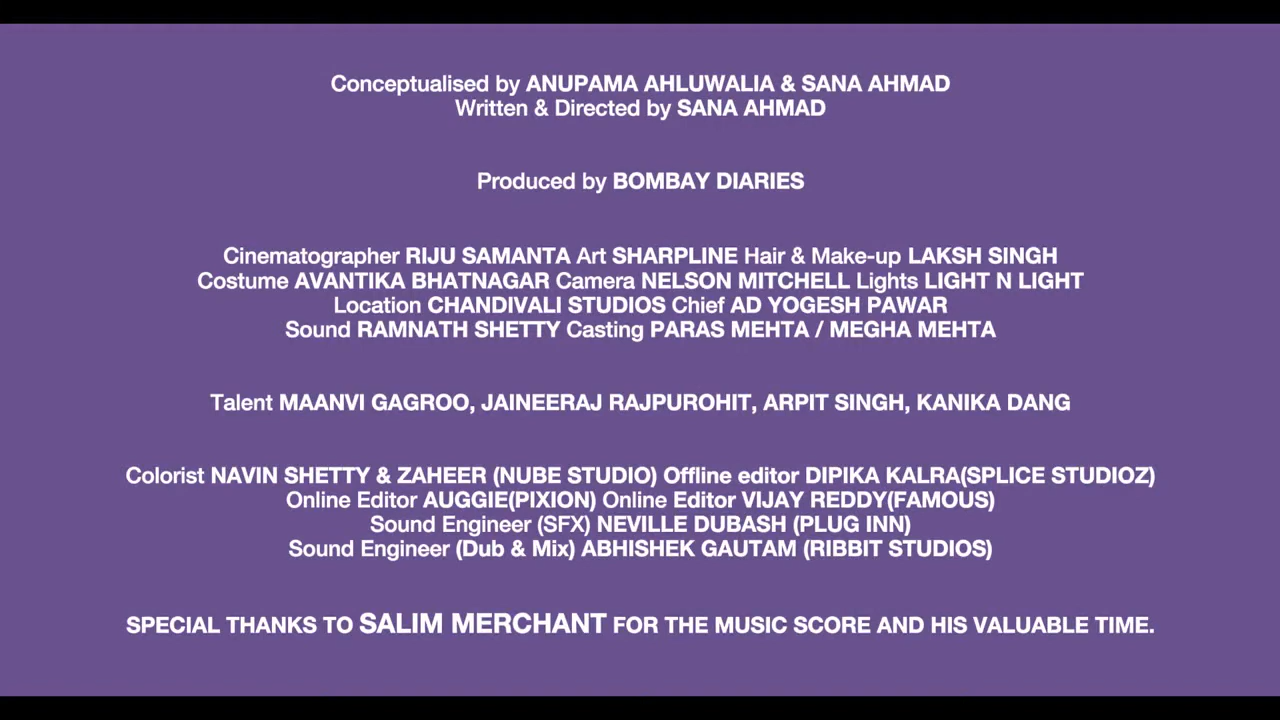 Conceptualised by ANUPAMA AHLUWALIA & SANA AHMAD
Written & Directed by SANA AHMAD
Produced by BOMBAY DIARIES
Cinematographer RIJU SAMANTA Art SHARPLINE Hair & Make-up LAKSH SINGH
Costume AVANTIKA BHATNAGAR Camera NELSON MITCHELL Lights LIGHT N LIGHT
Location CHANDIVALI STUDIOS Chief AD YOGESH PAWAR
Sound RAMNATH SHETTY Casting PARAS MEHTA / MEGHA MEHTA
Talent MAANVI GAGROO, JAINEERAJ RAJPUROHIT, ARPIT SINGH, KANIKA DANG
Colorist NAVIN SHETTY & ZAHEER (NUBE STUDIO) Offline editor DIPIKA KALRA(SPLICE STUDIOZ)
Online Editor AUGGIE(PIXION) Online Editor VIJAY REDDY(FAMOUS)
Sound Engineer (SFX) NEVILLE DUBASH (PLUG INN)
Sound Engineer (Dub & Mix) ABHISHEK GAUTAM (RIBBIT STUDIOS)
SPECIAL THANKS TO SALIM MERCHANT FOR THE MUSIC SCORE AND HIS VALUABLE TIME.